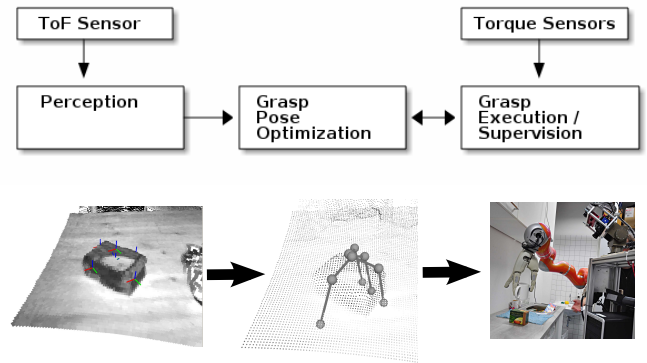 ToF Sensor
Torque Sensors
Perception
Grasp
Pose
Optimization
Grasp
Execution /
Supervision